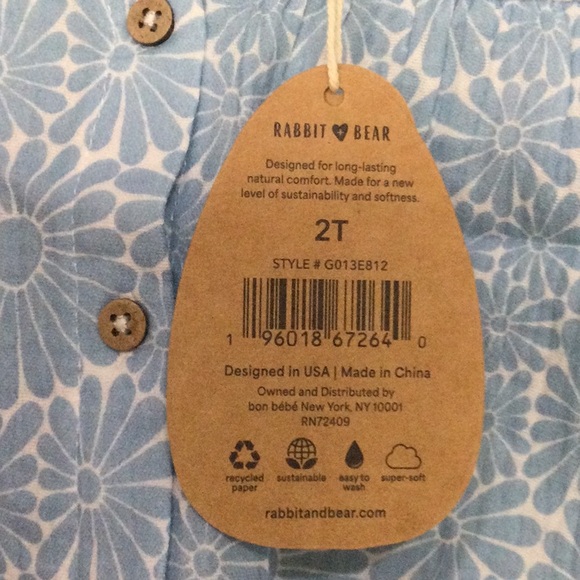 RABBIT + BEAR
Designed for long-lasting
natural comfort. Made for a new
level of sustainability and softness.
2T
STYLE # G013E812
1 96018 67264 0
Designed in USA | Made in China
Owned and Distributed by
bon bébé New York, NY 10001
RN72409
recycled paper sustainable easy to wash super-soft
rabbitandbear.com